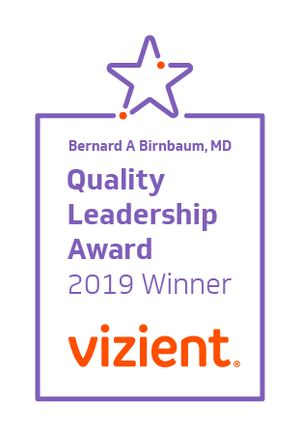 Bernard A Birnbaum, MD
Quality
Leadership
Award
2019 Winner
vizient®